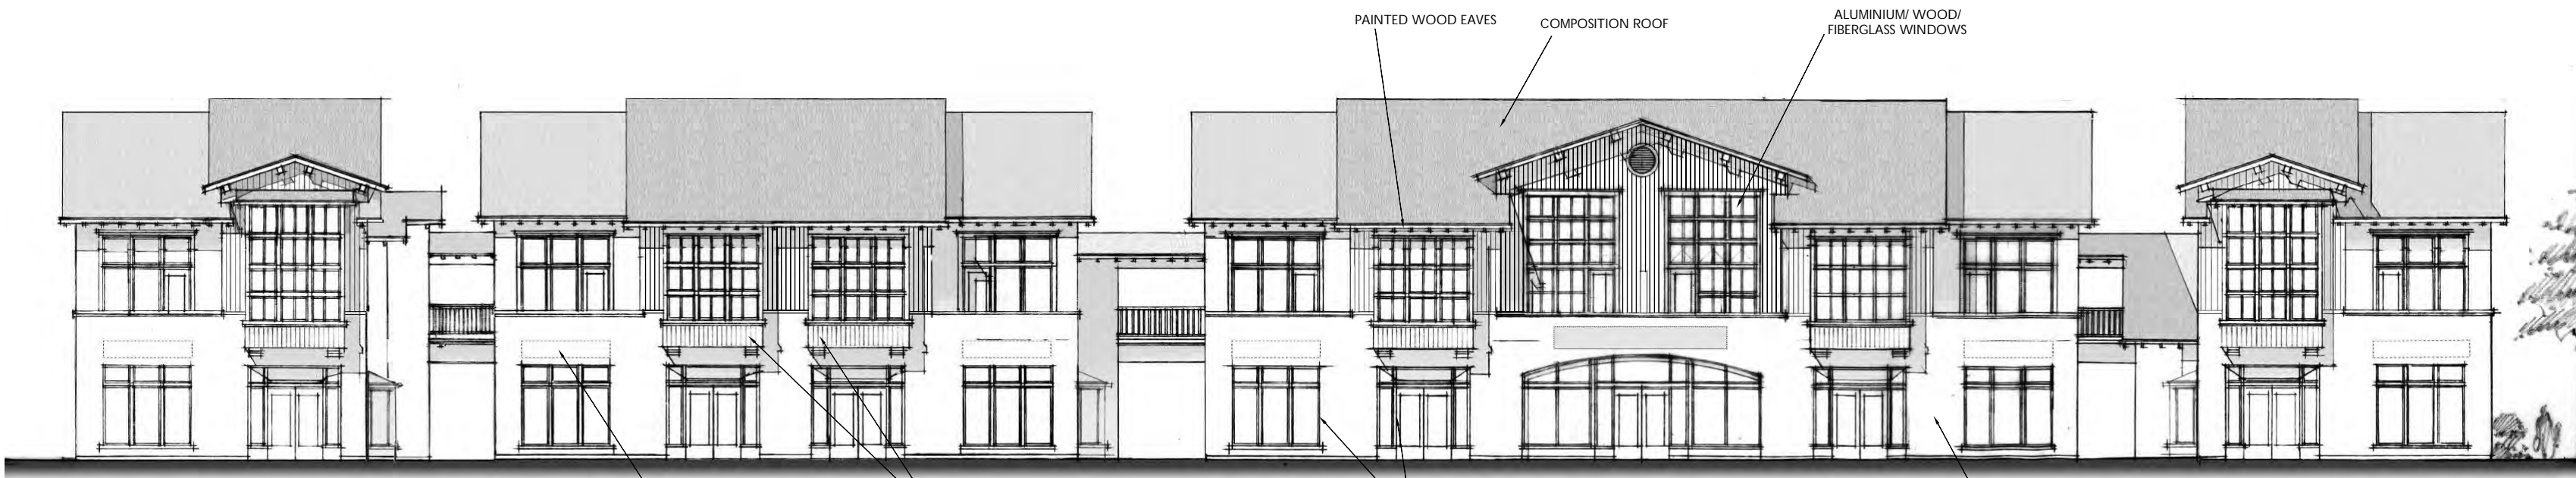 PAINTED WOOD EAVES
COMPOSITION ROOF
ALUMINIUM/ WOOD/
FIBERGLASS WINDOWS